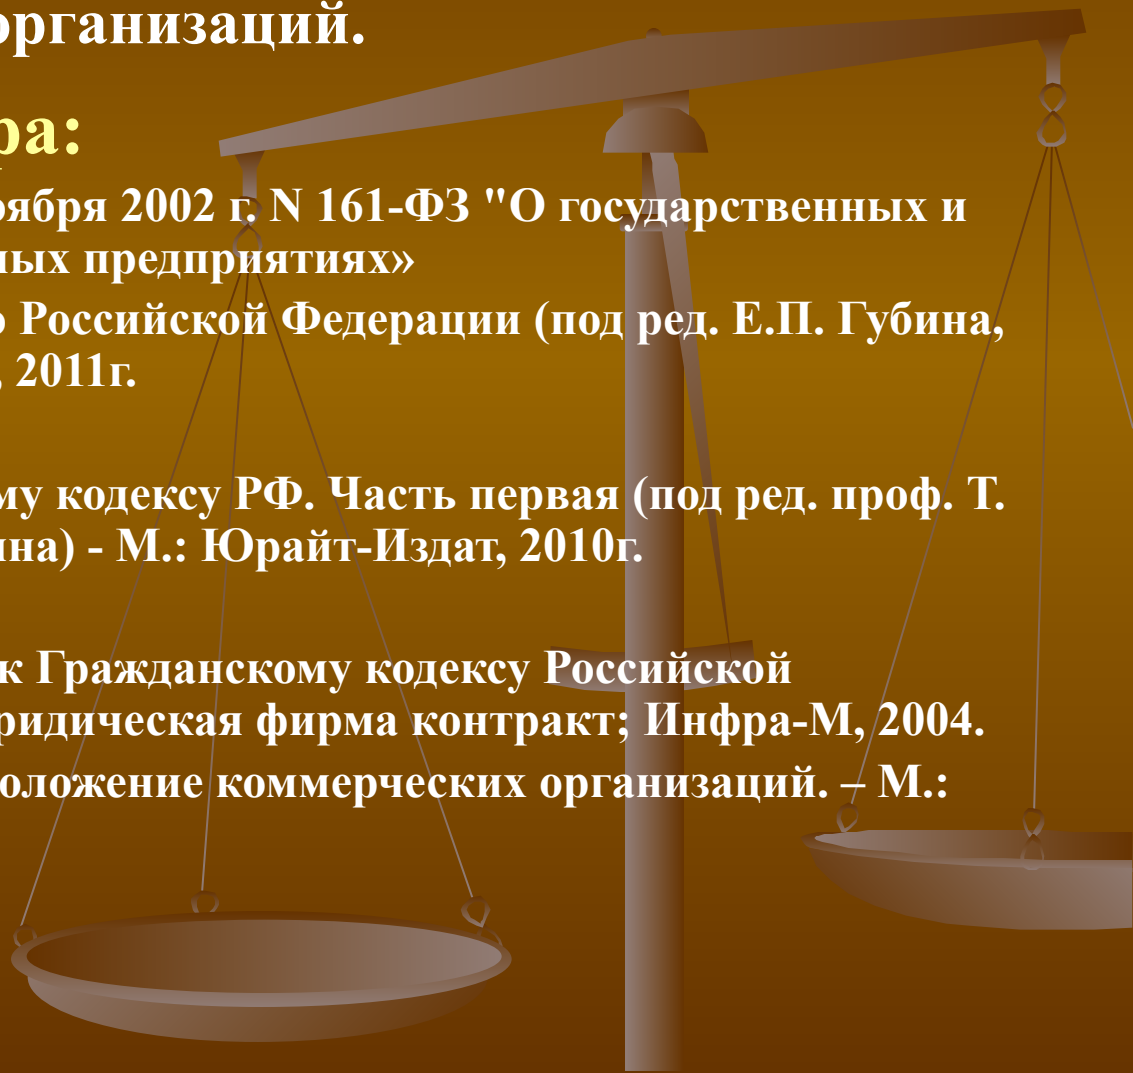 организаций.
ра:
оября 2002 г. N 161-ФЗ "О государственных и
ных предприятиях»
о Российской Федерации (под ред. Е.П. Губина,
, 2011г.
му кодексу РФ. Часть первая (под ред. проф. Т.
ина) - М.: Юрайт-Издат, 2010г.
к Гражданскому кодексу Российской
ридическая фирма контракт; Инфра-М, 2004.
оложение коммерческих организаций. – М.: